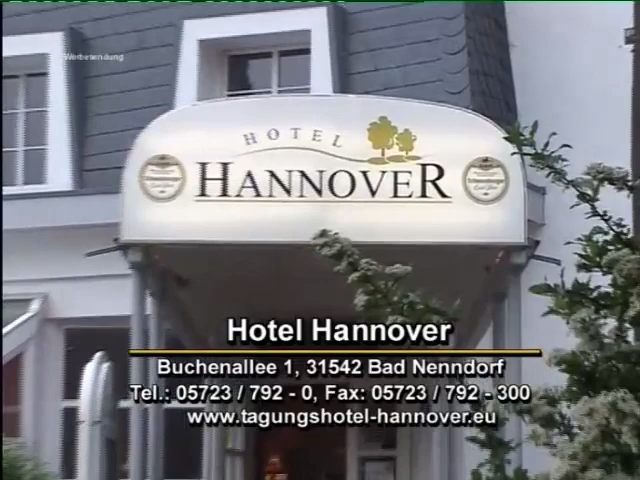 Werbesendung
HOTEL
HANNOVER
Hotel Hannover
Buchenallee 1, 31542 Bad Nenndorf
Tel.: 05723 / 792 - 0, Fax: 05723 / 792 - 300
www.tagungshotel-hannover.eu